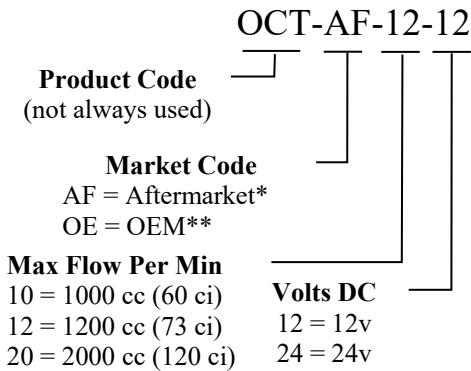 OCT-AF-12-12
Product Code
(not always used)
Market Code
AF = Aftermarket*
OE = OEM**
Max Flow Per Min
10 = 1000 cc (60 ci)
12 = 1200 cc (73 ci)
20 = 2000 cc (120 ci)
Volts DC
12 = 12v
24 = 24v